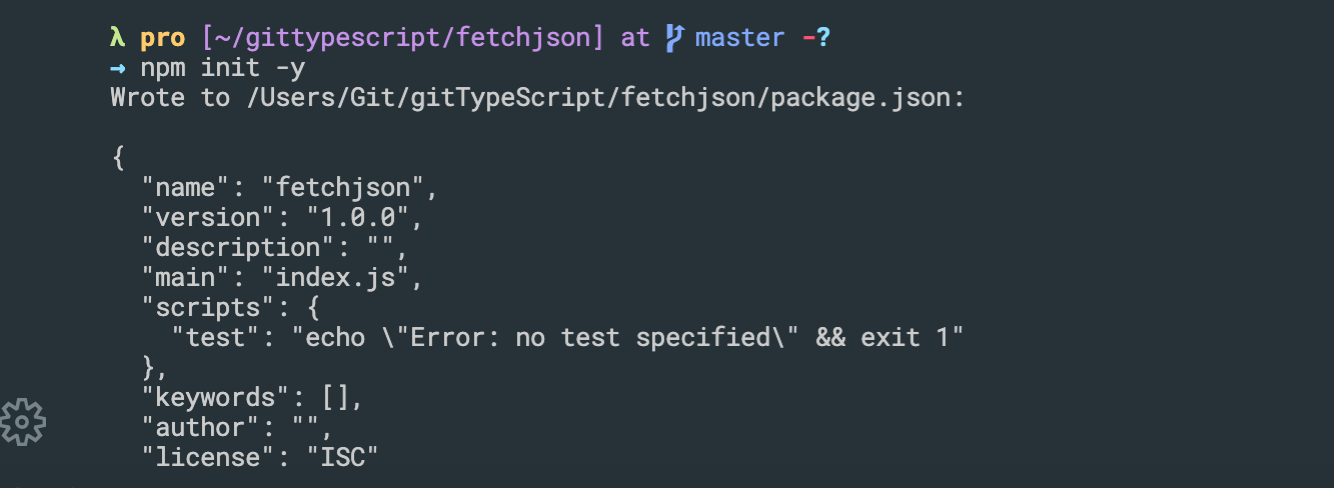 λ pro [~/gittypescript/fetchjson] at master -?
→ npm init -y
Wrote to /Users/Git/gitTypeScript/fetchjson/package.json:
{
  "name": "fetchjson",
  "version": "1.0.0",
  "description": "",
  "main": "index.js",
  "scripts": {
    "test": "echo \"Error: no test specified\" && exit 1"
  },
  "keywords": [],
  "author": "",
  "license": "ISC"